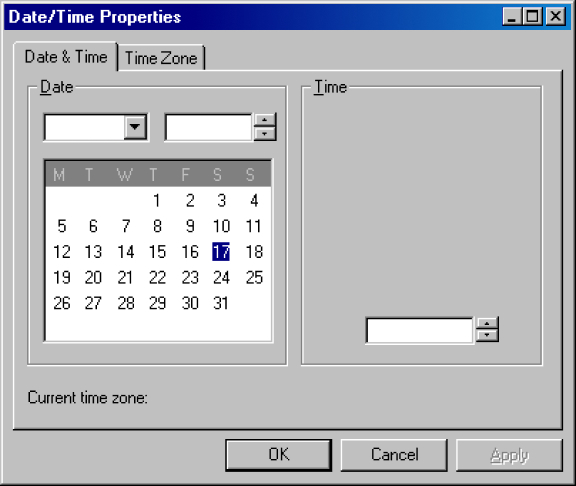 Date/Time Properties
Date & Time Time Zone
Date Time
M T W T F S S
1 2 3 4
5 6 7 8 9 10 11
12 13 14 15 16 17 18
19 20 21 22 23 24 25
26 27 28 29 30 31
Current time zone:
OK Cancel Apply